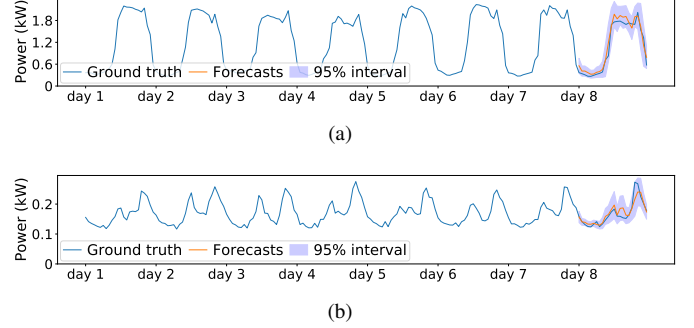 Power (kW)
1.8
1.2
0.6
0
Ground truth Forecasts 95% interval
day 1 day 2 day 3 day 4 day 5 day 6 day 7 day 8
(a)
Power (kW)
0.2
0.1
0
Ground truth Forecasts 95% interval
day 1 day 2 day 3 day 4 day 5 day 6 day 7 day 8
(b)